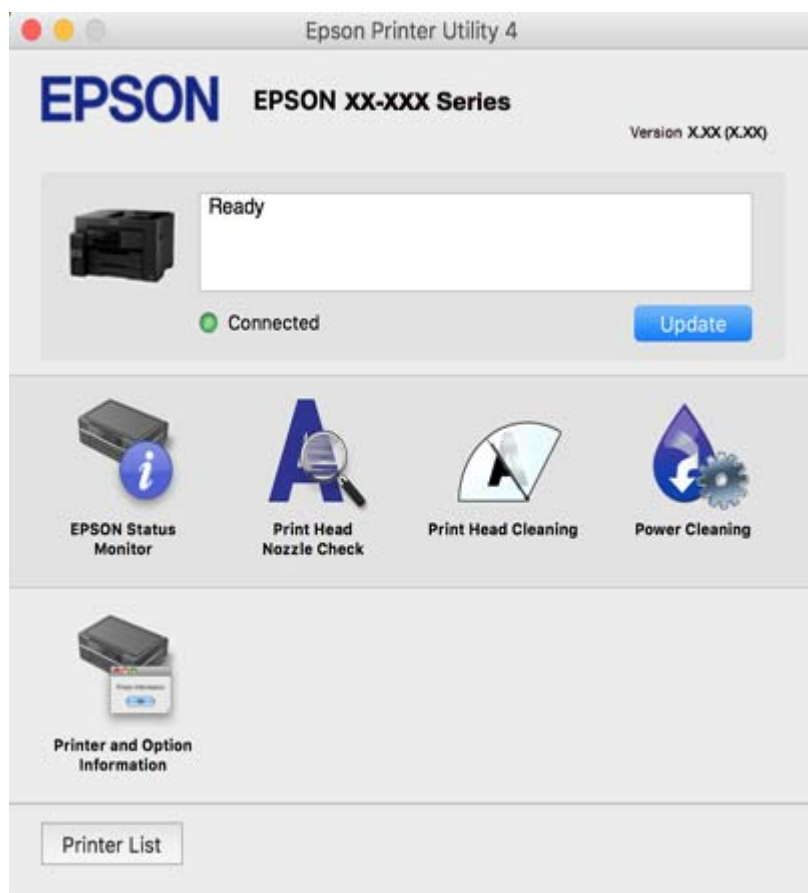 Epson Printer Utility 4
EPSON
EPSON XX-XXX Series
Version X.XX (X.XX)
Ready
Connected
Update
EPSON Status
Monitor
Print Head
Nozzle Check
Print Head Cleaning
Power Cleaning
Printer and Option
Information
Printer List